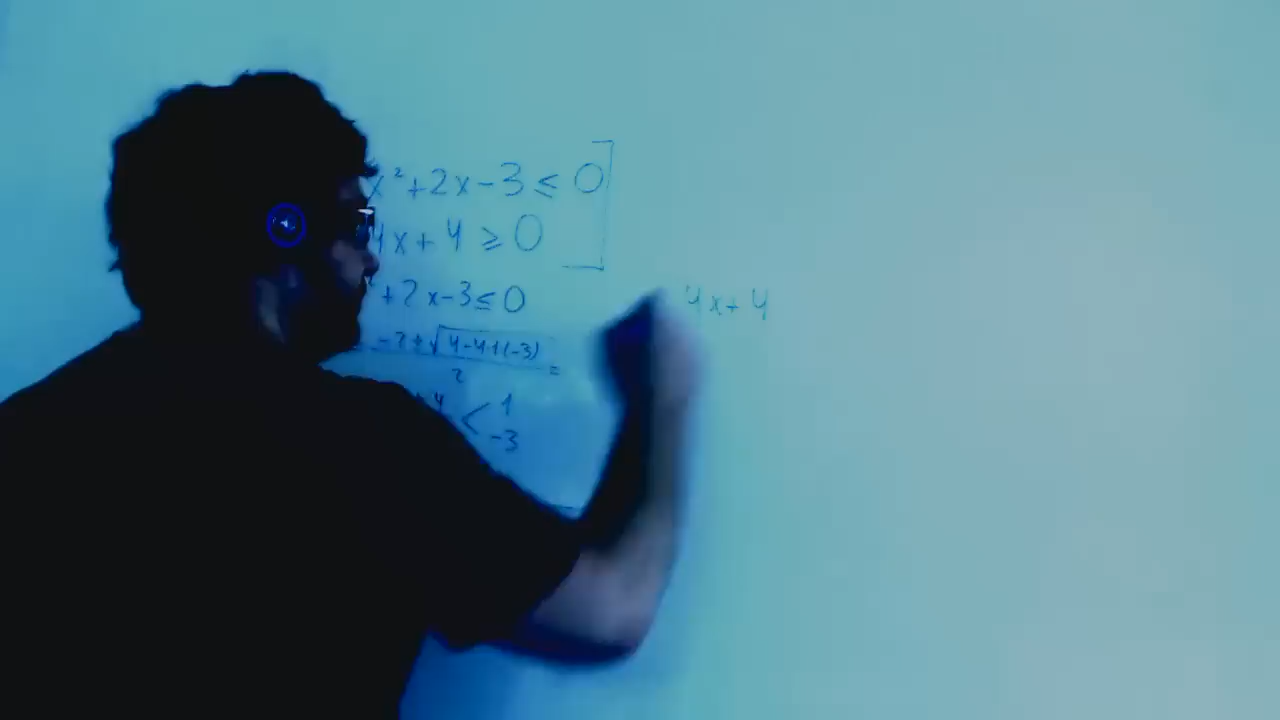 x²+2x-3≤0
4x+4≥0
+2x-3≤0
-2±√4-4·1·(-3)
=
2
4 < 1
-3
4x+4